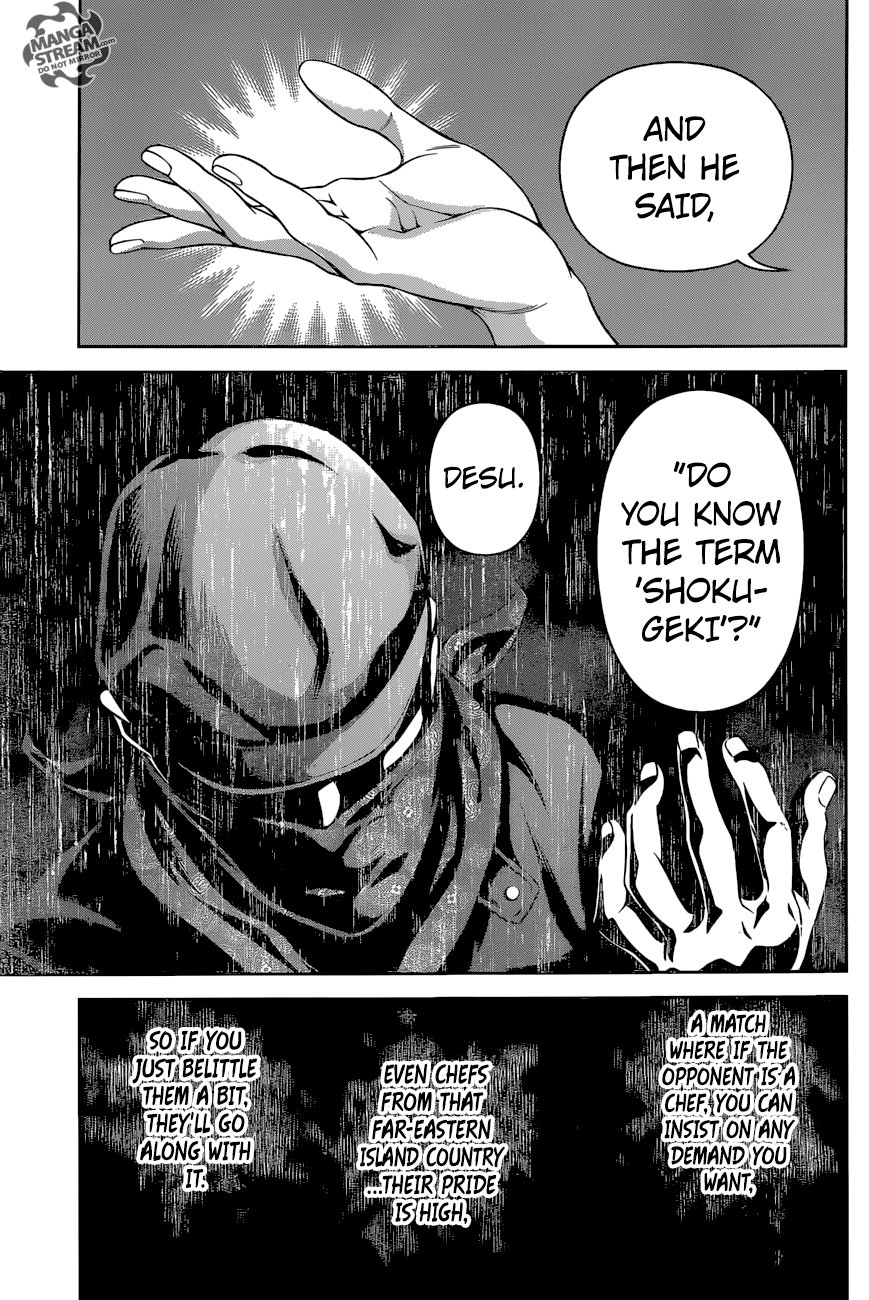 MANGA
STREAM.com
DO NOT MIRROR
AND
THEN HE
SAID,
"DO
YOU KNOW
THE TERM
'SHOKU-
GEKI'?"
DESU.
A MATCH
WHERE IF THE
OPPONENT IS A
CHEF, YOU CAN
INSIST ON ANY
DEMAND YOU
WANT,
EVEN CHEFS
FROM THAT
FAR-EASTERN
ISLAND COUNTRY
...THEIR PRIDE
IS HIGH,
SO IF YOU
JUST BELITTLE
THEM A BIT,
THEY'LL GO
ALONG WITH
IT.